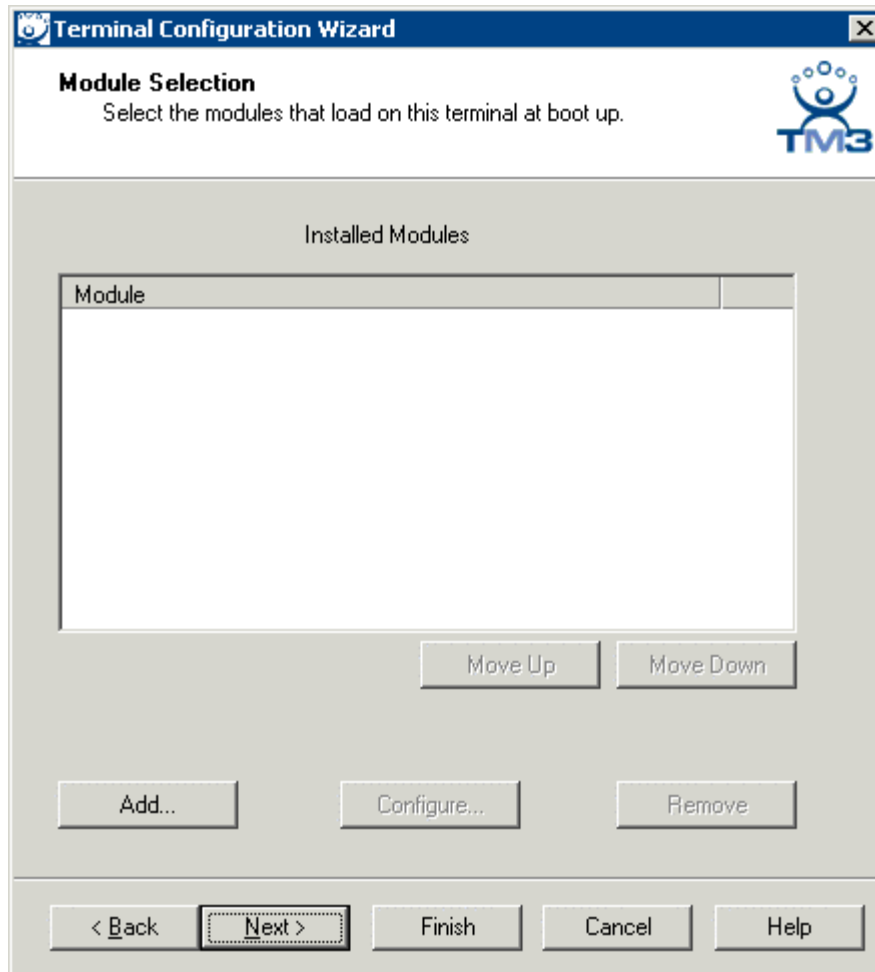 Terminal Configuration Wizard
Module Selection
Select the modules that load on this terminal at boot up.
TM3
Installed Modules
Module
Move Up Move Down
Add... Configure... Remove
< Back Next > Finish Cancel Help